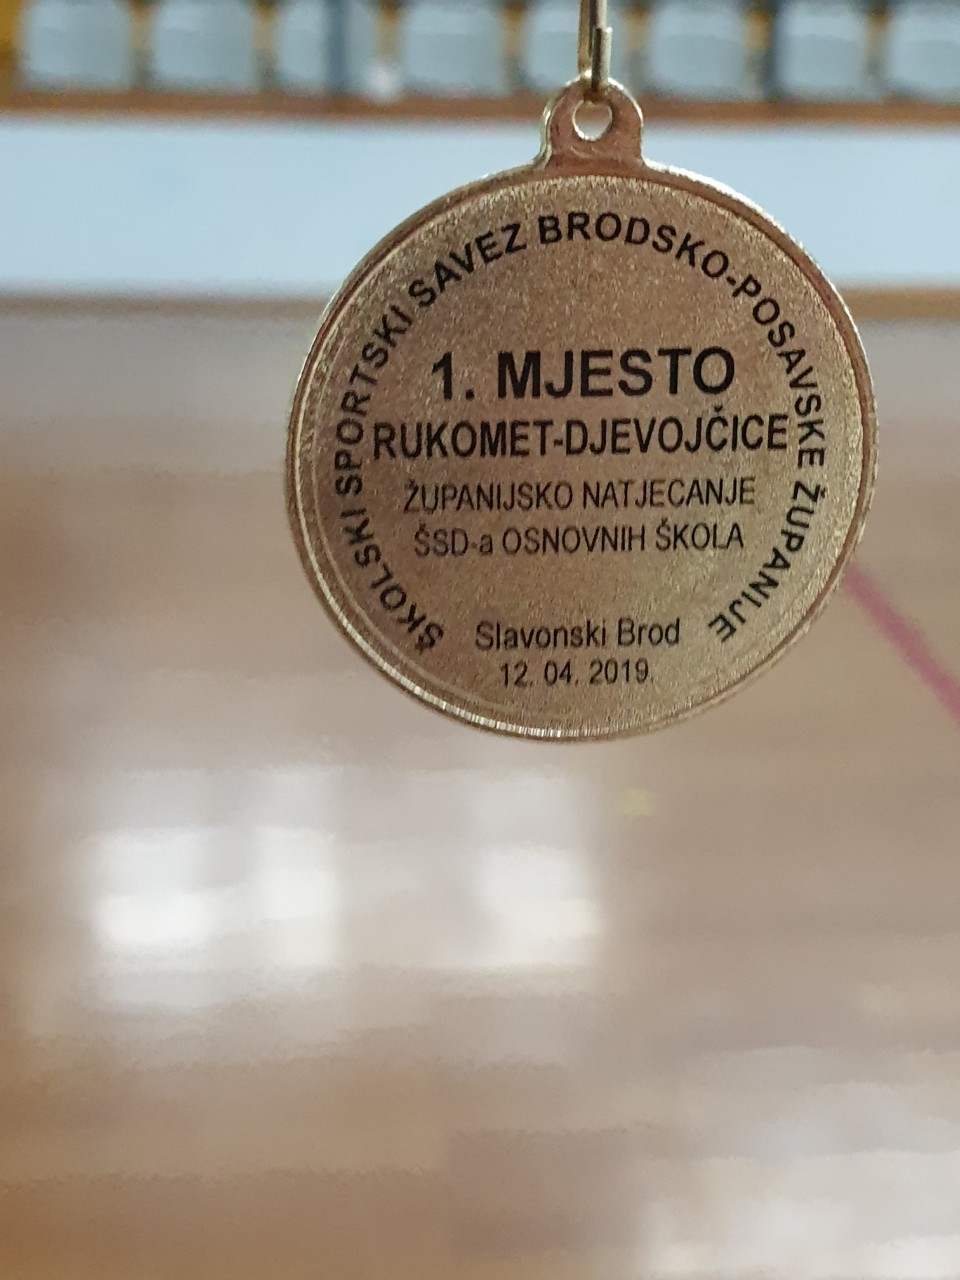 ŠKOLSKI SPORTSKI SAVEZ BRODSKO-POSAVSKE ŽUPANIJE
1. MJESTO
RUKOMET-DJEVOJČICE
ŽUPANIJSKO NATJECANJE
ŠSD-a OSNOVNIH ŠKOLA
Slavonski Brod
12. 04. 2019.